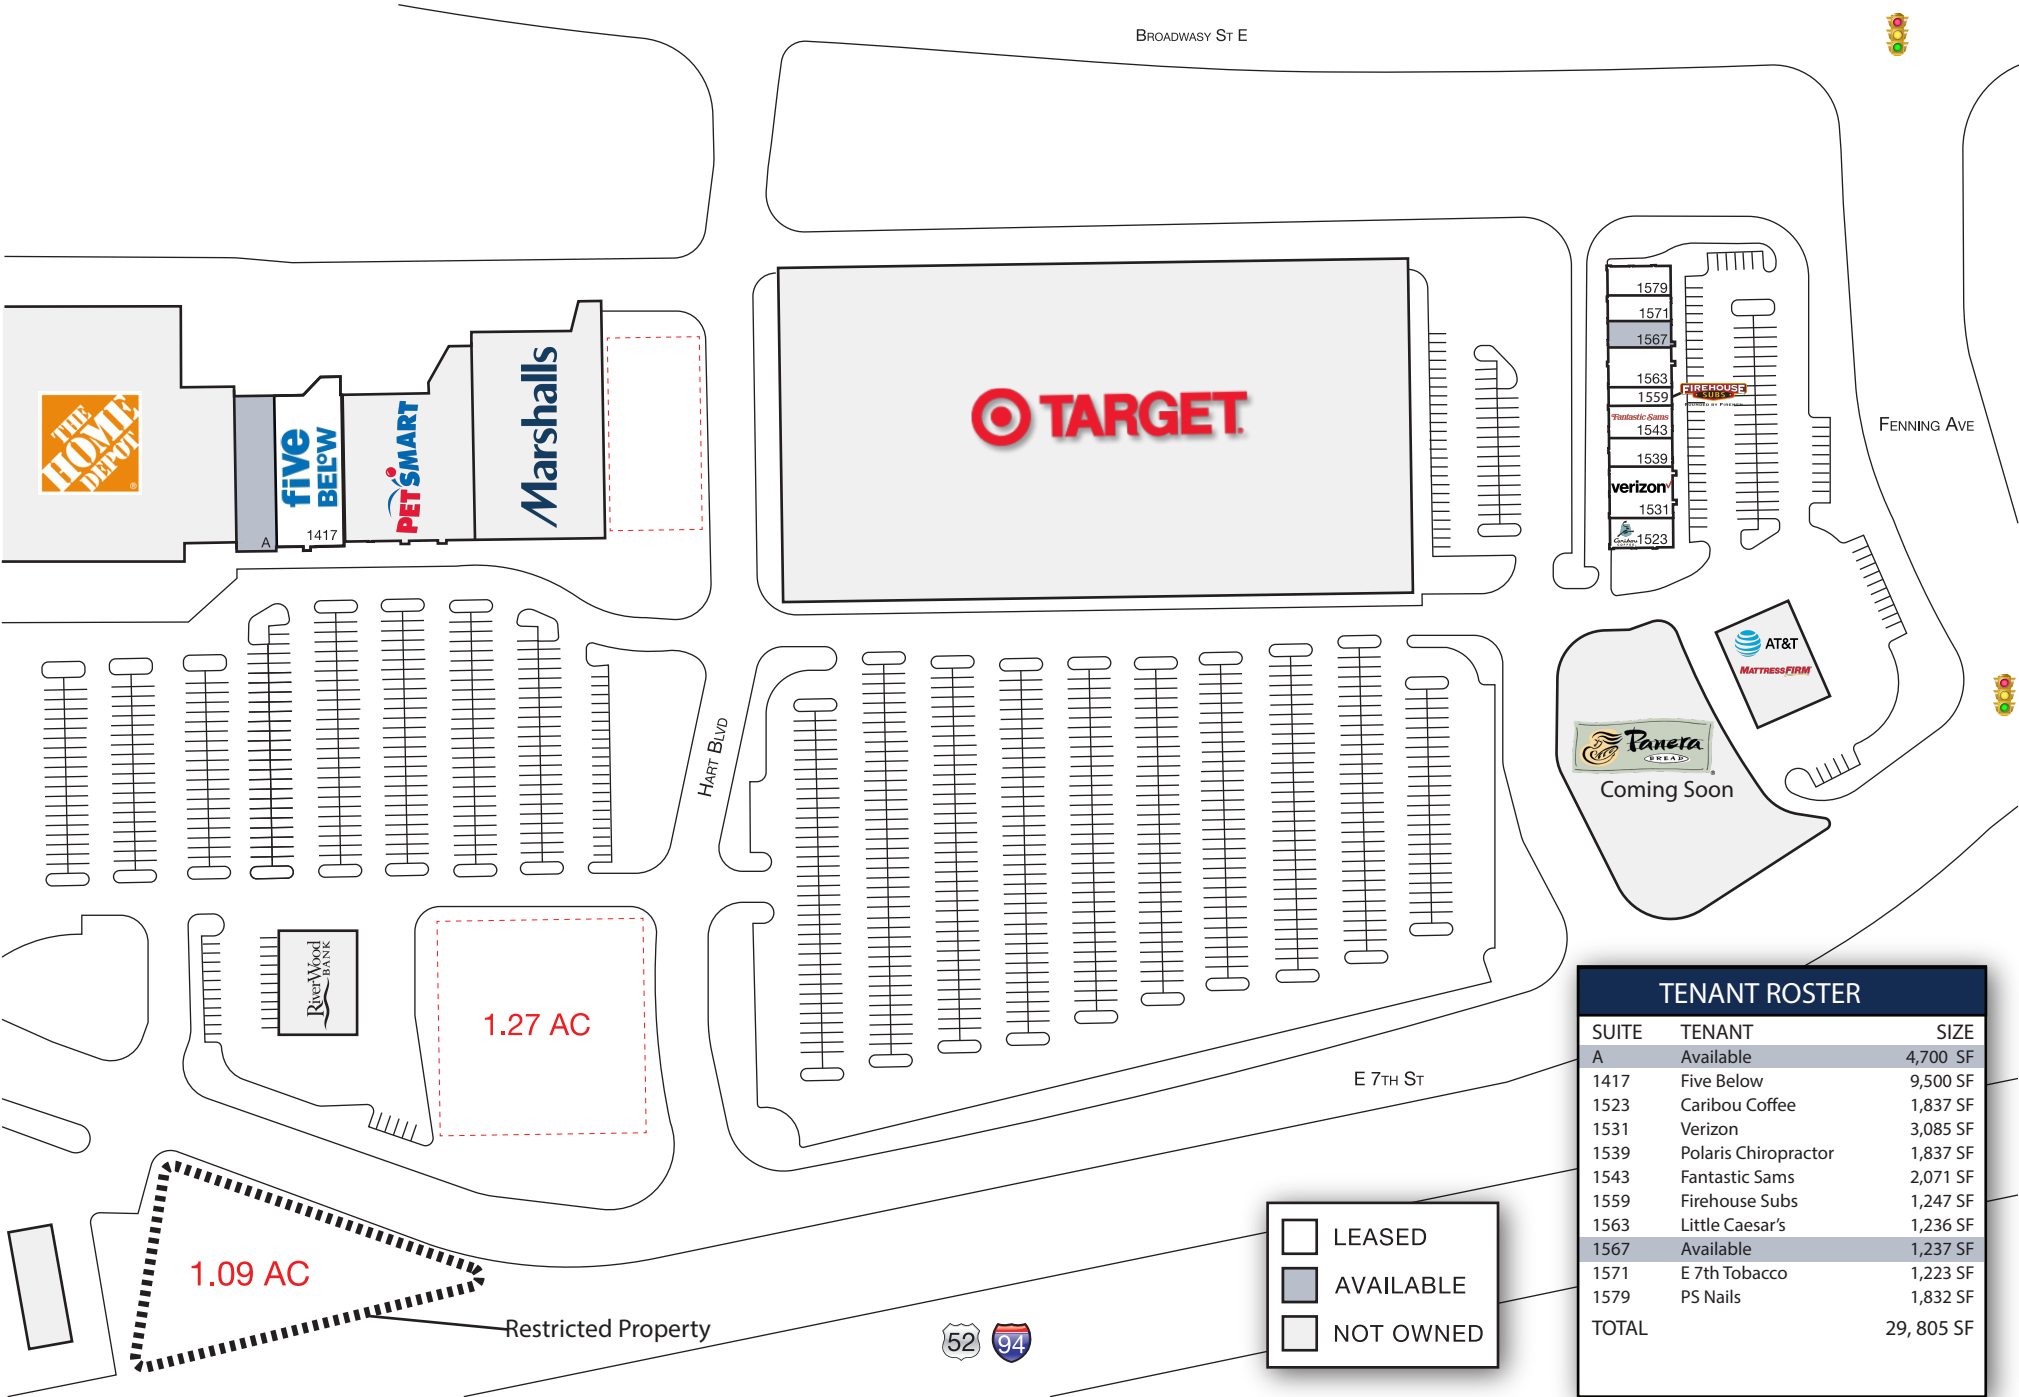 BROADWASY ST E
FENNING AVE
THE
HOME
DEPOT
A
five
BELOW
1417
PETSMART
Marshalls
TARGET
1579
1571
1567
1563
1559
FIREHOUSE
SUBS
FOUNDED BY FIREMEN
Fantastic Sams
1543
1539
verizon
1531
Caribou
COFFEE
1523
AT&T
MATTRESSFIRM
Panera
BREAD
Coming Soon
HART BLVD
RiverWood
BANK
1.27 AC
E 7TH ST
1.09 AC
Restricted Property
52
94
LEASED
AVAILABLE
NOT OWNED
TENANT ROSTER
SUITE TENANT SIZE
A Available 4,700 SF
1417 Five Below 9,500 SF
1523 Caribou Coffee 1,837 SF
1531 Verizon 3,085 SF
1539 Polaris Chiropractor 1,837 SF
1543 Fantastic Sams 2,071 SF
1559 Firehouse Subs 1,247 SF
1563 Little Caesar's 1,236 SF
1567 Available 1,237 SF
1571 E 7th Tobacco 1,223 SF
1579 PS Nails 1,832 SF
TOTAL 29, 805 SF